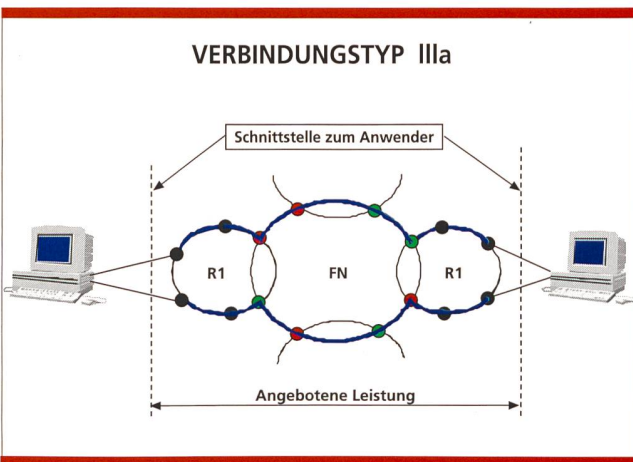 VERBINDUNGSTYP IIIa
Schnittstelle zum Anwender
R1
FN
R1
Angebotene Leistung